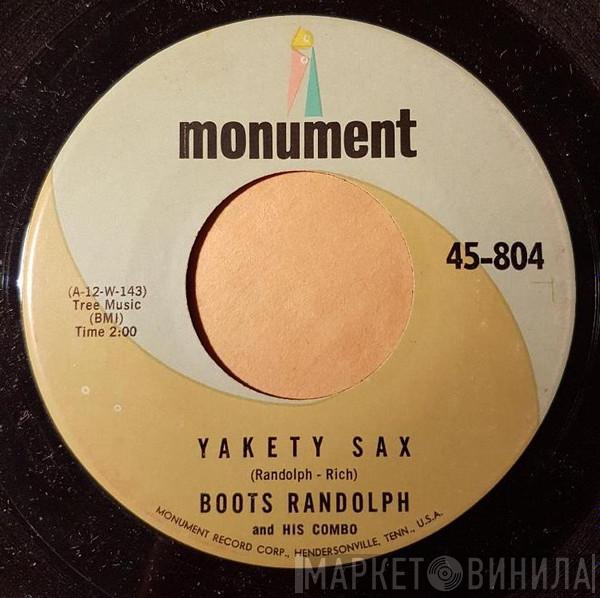 monument
45-804
(A-12-W-143)
Tree Music
(BMI)
Time 2:00
YAKETY SAX
(Randolph - Rich)
BOOTS RANDOLPH
and HIS COMBO
MONUMENT RECORD CORP., HENDERSONVILLE, TENN., U.S.A.
МАРКЕТ ВИНИЛА